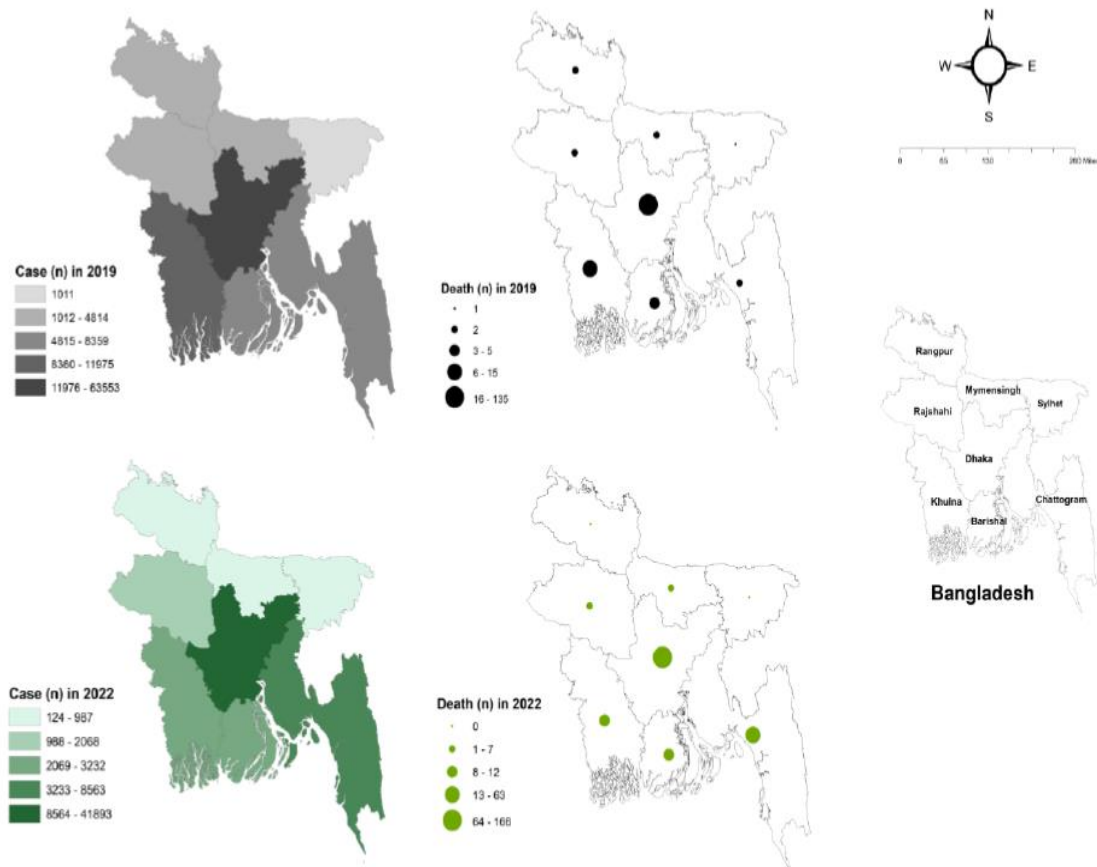 N
W E
S
0 65 130 260 Miles
Case (n) in 2019
1011
1012 - 4814
4815 - 8359
8360 - 11975
11976 - 63553
Death (n) in 2019
1
2
3 - 5
6 - 15
16 - 135
Rangpur
Mymensingh
Rajshahi
Sylhet
Dhaka
Khulna
Chattogram
Barishal
Bangladesh
Case (n) in 2022
124 - 987
988 - 2068
2069 - 3232
3233 - 8563
8564 - 41893
Death (n) in 2022
0
1 - 7
8 - 12
13 - 63
64 - 166